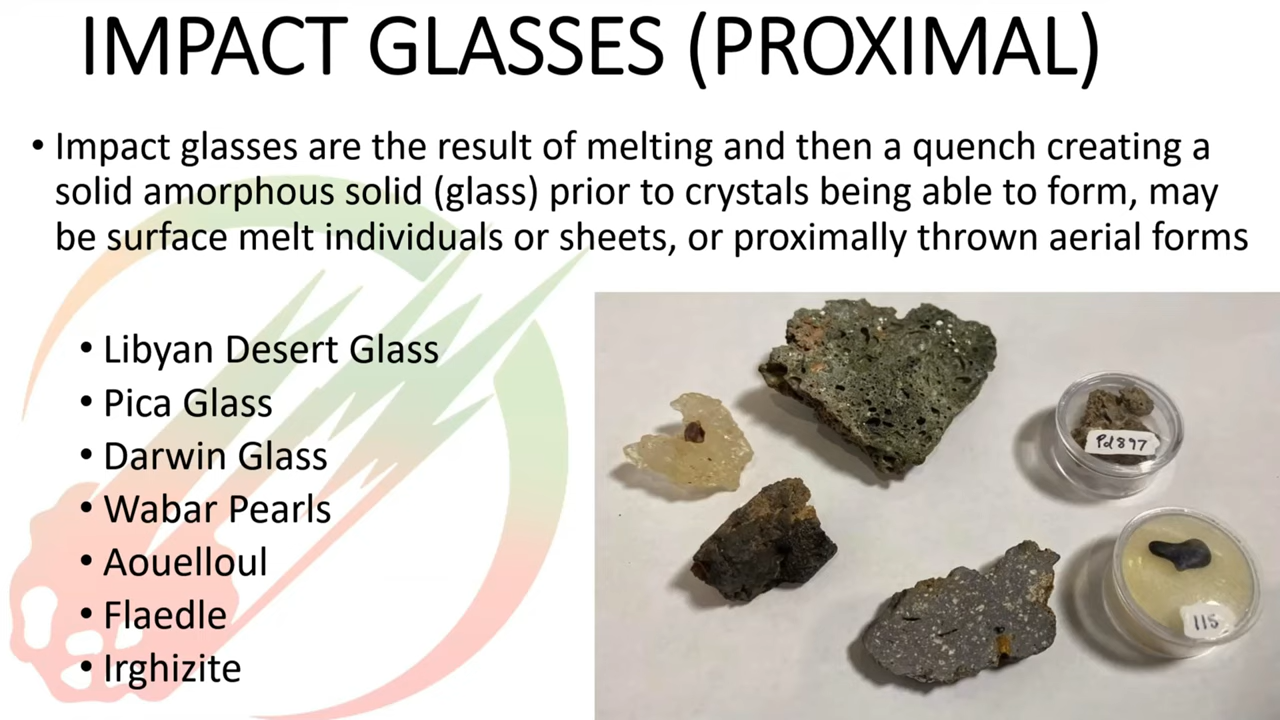 IMPACT GLASSES (PROXIMAL)
• Impact glasses are the result of melting and then a quench creating a
solid amorphous solid (glass) prior to crystals being able to form, may
be surface melt individuals or sheets, or proximally thrown aerial forms
• Libyan Desert Glass
• Pica Glass
• Darwin Glass
• Wabar Pearls
• Aouelloul
• Flaedle
• Irghizite
Pd897
115